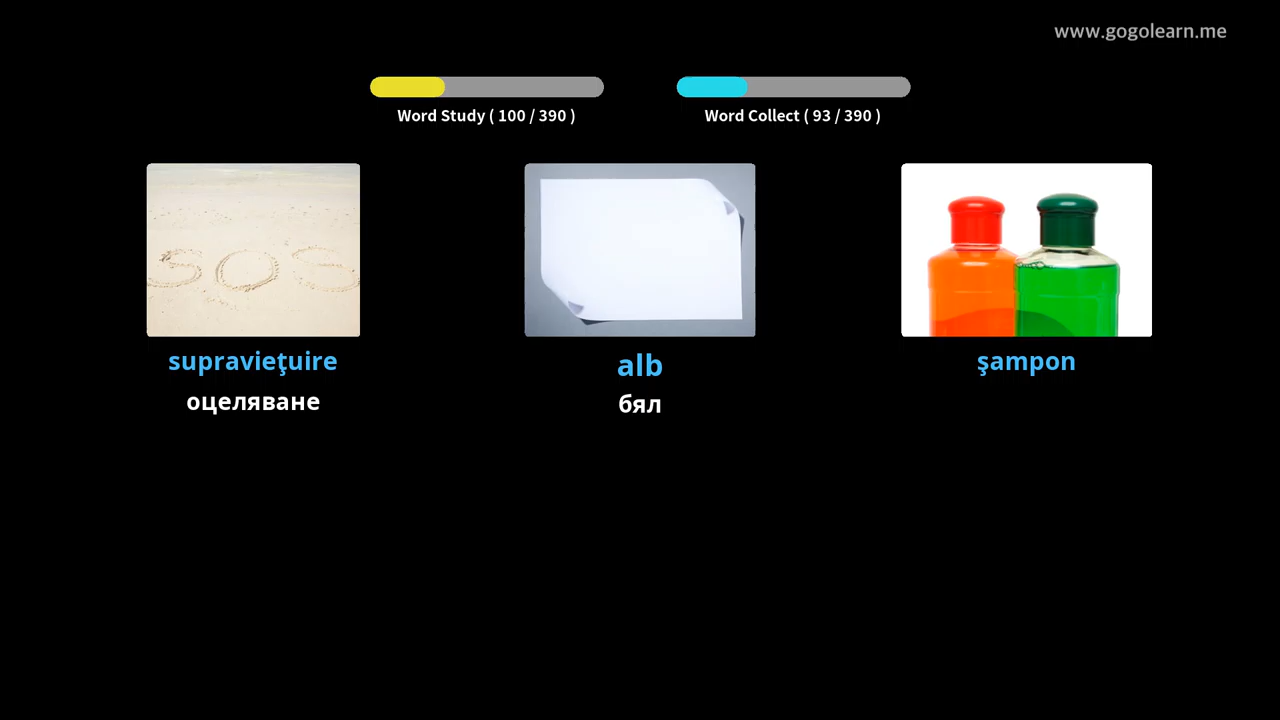 www.gogolearn.me
Word Study ( 100 / 390 )
Word Collect ( 93 / 390 )
SOS
supravieţuire
оцеляване
alb
бял
şampon